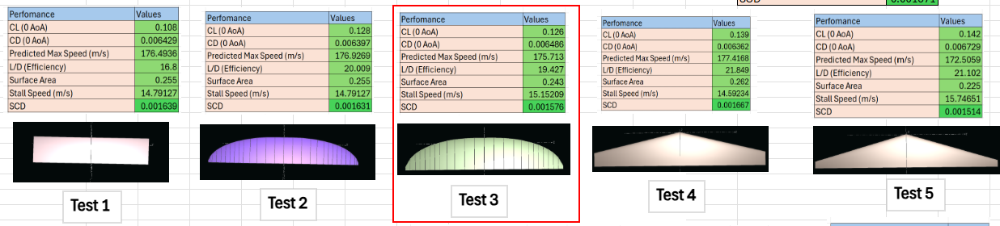 SCD 0.001671
Perfomance Values
CL (0 AoA) 0.108
CD (0 AoA) 0.006429
Predicted Max Speed (m/s) 176.4936
L/D (Efficiency) 16.8
Surface Area 0.255
Stall Speed (m/s) 14.79127
SCD 0.001639
Test 1
Perfomance Values
CL (0 AoA) 0.128
CD (0 AoA) 0.006397
Predicted Max Speed (m/s) 176.9269
L/D (Efficiency) 20.009
Surface Area 0.255
Stall Speed (m/s) 14.79127
SCD 0.001631
Test 2
Perfomance Values
CL (0 AoA) 0.126
CD (0 AoA) 0.006486
Predicted Max Speed (m/s) 175.713
L/D (Efficiency) 19.427
Surface Area 0.243
Stall Speed (m/s) 15.15209
SCD 0.001576
Test 3
Perfomance Values
CL (0 AoA) 0.139
CD (0 AoA) 0.006362
Predicted Max Speed (m/s) 177.4168
L/D (Efficiency) 21.849
Surface Area 0.262
Stall Speed (m/s) 14.59234
SCD 0.001667
Test 4
Perfomance Values
CL (0 AoA) 0.142
CD (0 AoA) 0.006729
Predicted Max Speed (m/s) 172.5059
L/D (Efficiency) 21.102
Surface Area 0.225
Stall Speed (m/s) 15.74651
SCD 0.001514
Test 5